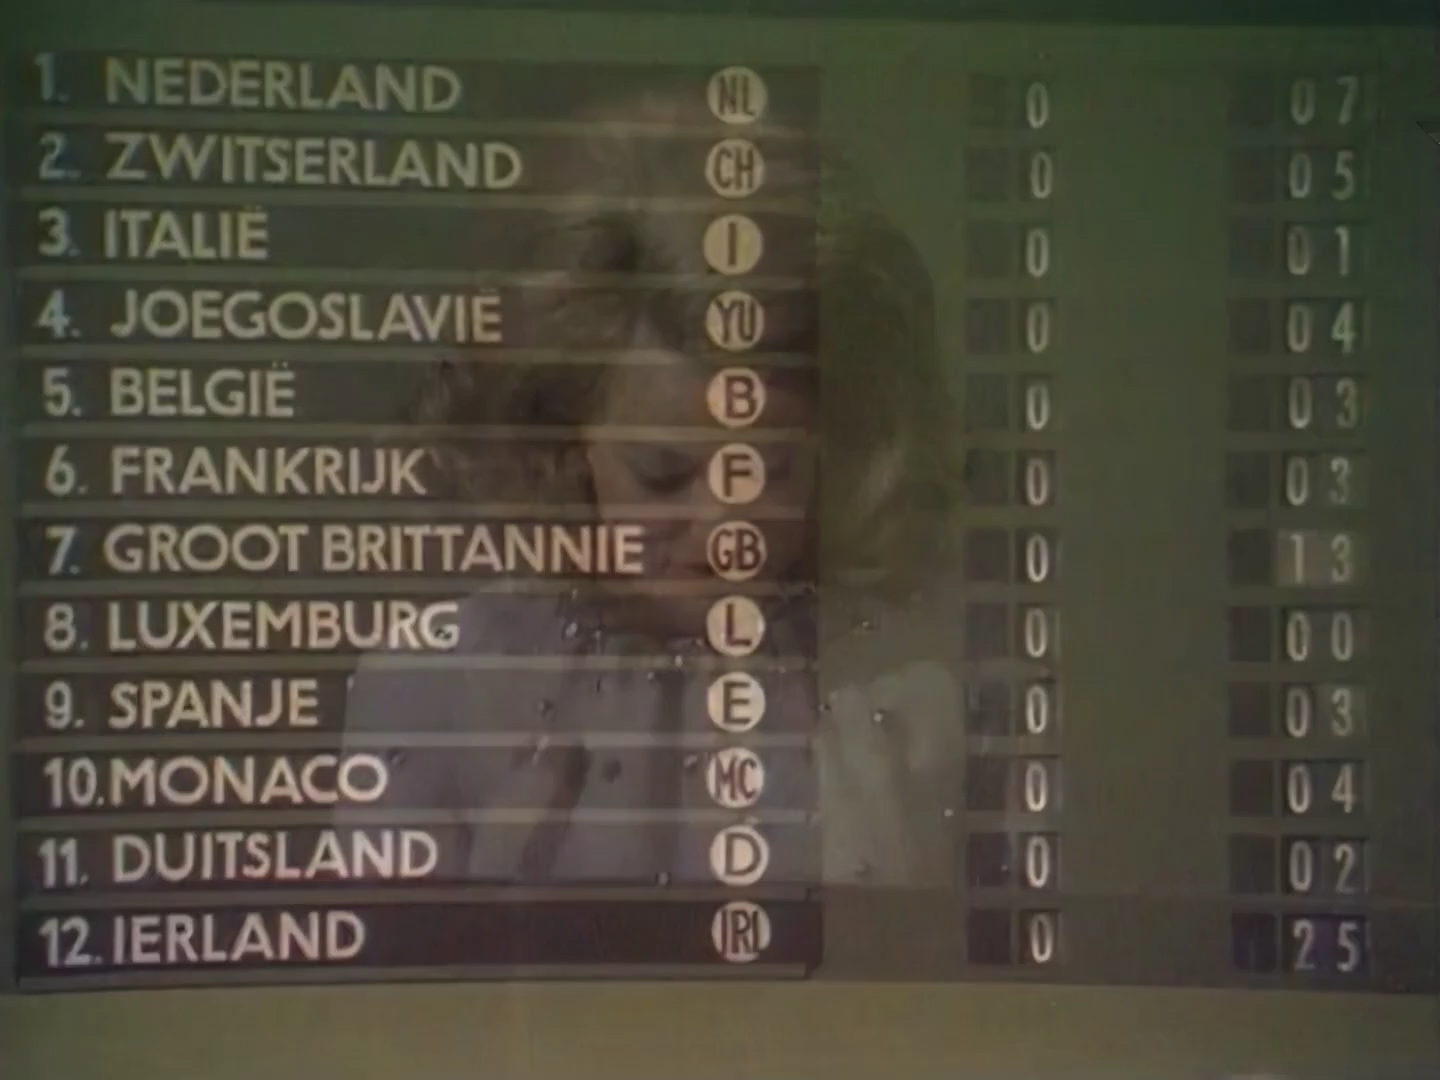 1. NEDERLAND NL 0 07
2. ZWITSERLAND CH 0 05
3. ITALIË I 0 01
4. JOEGOSLAVIË YU 0 04
5. BELGIË B 0 03
6. FRANKRIJK F 0 03
7. GROOT BRITTANNIE GB 0 13
8. LUXEMBURG L 0 00
9. SPANJE E 0 03
10. MONACO MC 0 04
11. DUITSLAND D 0 02
12. IERLAND IRL 0 25